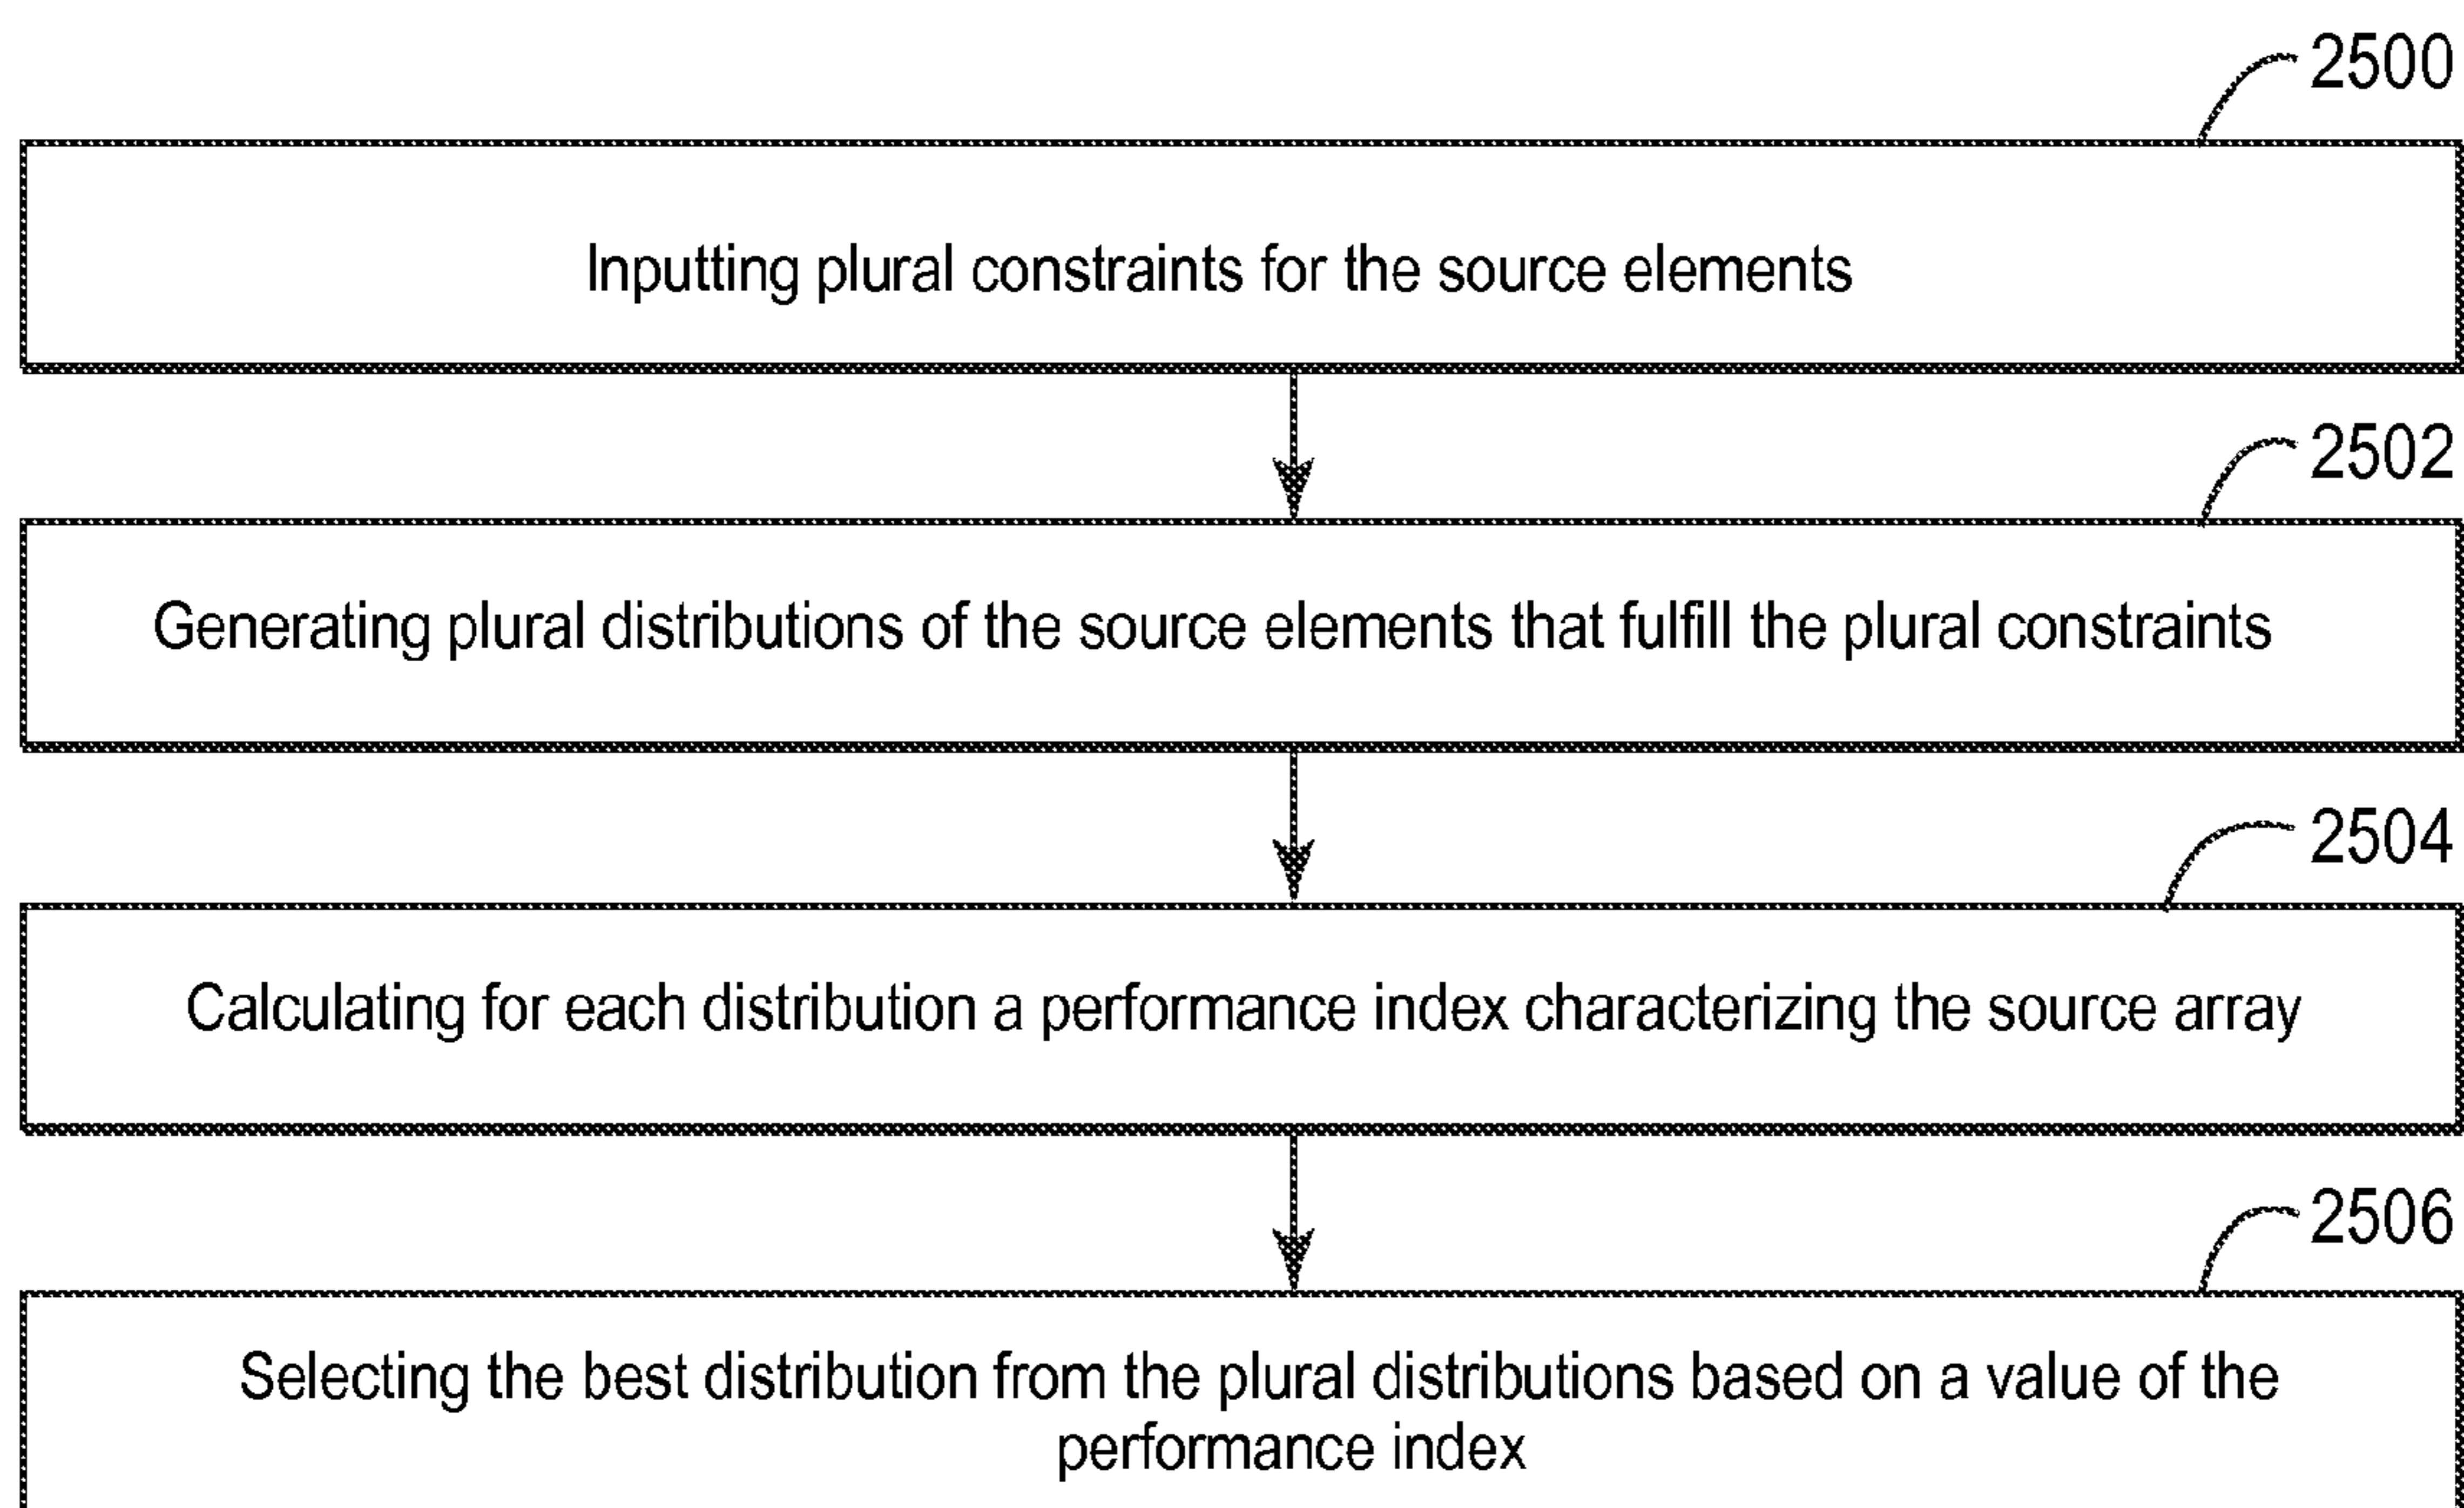 2500
Inputting plural constraints for the source elements
2502
Generating plural distributions of the source elements that fulfill the plural constraints
2504
Calculating for each distribution a performance index characterizing the source array
2506
Selecting the best distribution from the plural distributions based on a value of the
performance index